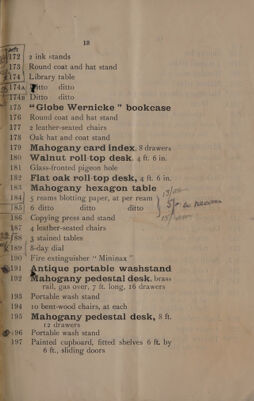 12
172 2 ink stands
173 Round coat and hat stand
174 Library table
174A Ditto ditto
174B Ditto ditto
175 "Globe Wernicke" bookcase
176 Round coat and hat stand
177 2 leather-seated chairs
178 Oak hat and coat stand
179 Mahogany card index, 8 drawers
180 Walnut roll-top desk, 4 ft. 6 in.
181 Glass-fronted pigeon hole
182 Flat oak roll-top desk, 4 ft. 6 in.
183 Mahogany hexagon table
184 5 reams blotting paper, at per ream
185 6 ditto ditto ditto
186 Copying press and stand
187 4 leather-seated chairs
188 3 stained tables
189 8-day dial
190 Fire extinguisher "Minimax"
191 Antique portable washstand
192 Mahogany pedestal desk, brass
rail, gas over, 7 ft. long, 16 drawers
193 Portable wash stand
194 10 bent-wood chairs, at each
195 Mahogany pedestal desk, 8 ft.
12 drawers
196 Portable wash stand
197 Painted cupboard, fitted shelves 6 ft. by
6 ft., sliding doors